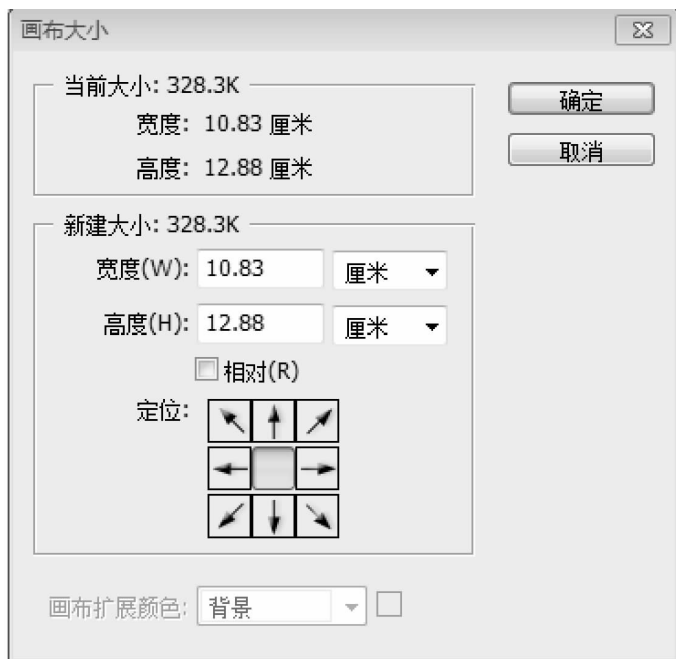 画布大小
当前大小: 328.3K
宽度: 10.83 厘米
高度: 12.88 厘米
确定
取消
新建大小: 328.3K
宽度(W): 10.83 厘米
高度(H): 12.88 厘米
相对(R)
定位:
画布扩展颜色: 背景